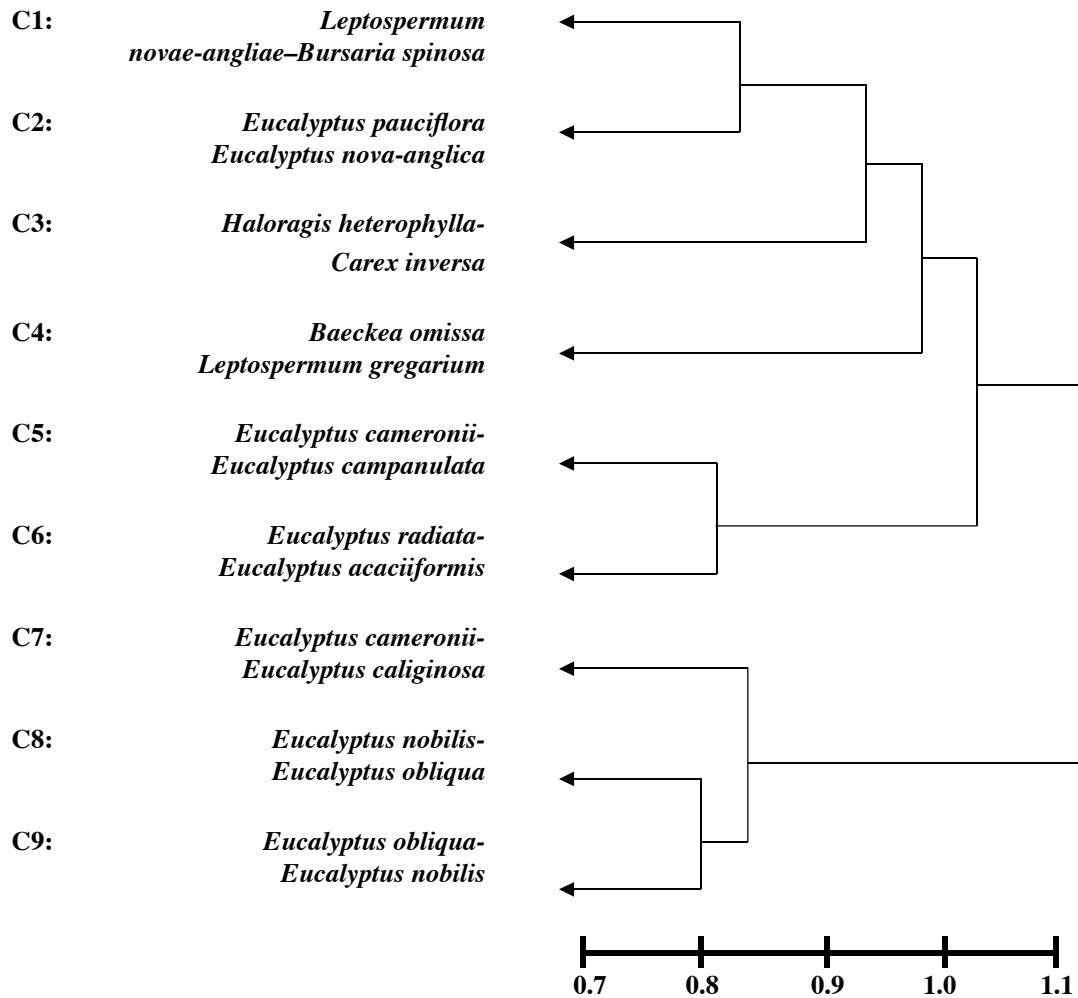 C1: Leptospermum
novae-angliae–Bursaria spinosa
C2: Eucalyptus pauciflora
Eucalyptus nova-anglica
C3: Haloragis heterophylla-
Carex inversa
C4: Baeckea omissa
Leptospermum gregarium
C5: Eucalyptus cameronii-
Eucalyptus campanulata
C6: Eucalyptus radiata-
Eucalyptus acaciiformis
C7: Eucalyptus cameronii-
Eucalyptus caliginosa
C8: Eucalyptus nobilis-
Eucalyptus obliqua
C9: Eucalyptus obliqua-
Eucalyptus nobilis
0.7 0.8 0.9 1.0 1.1